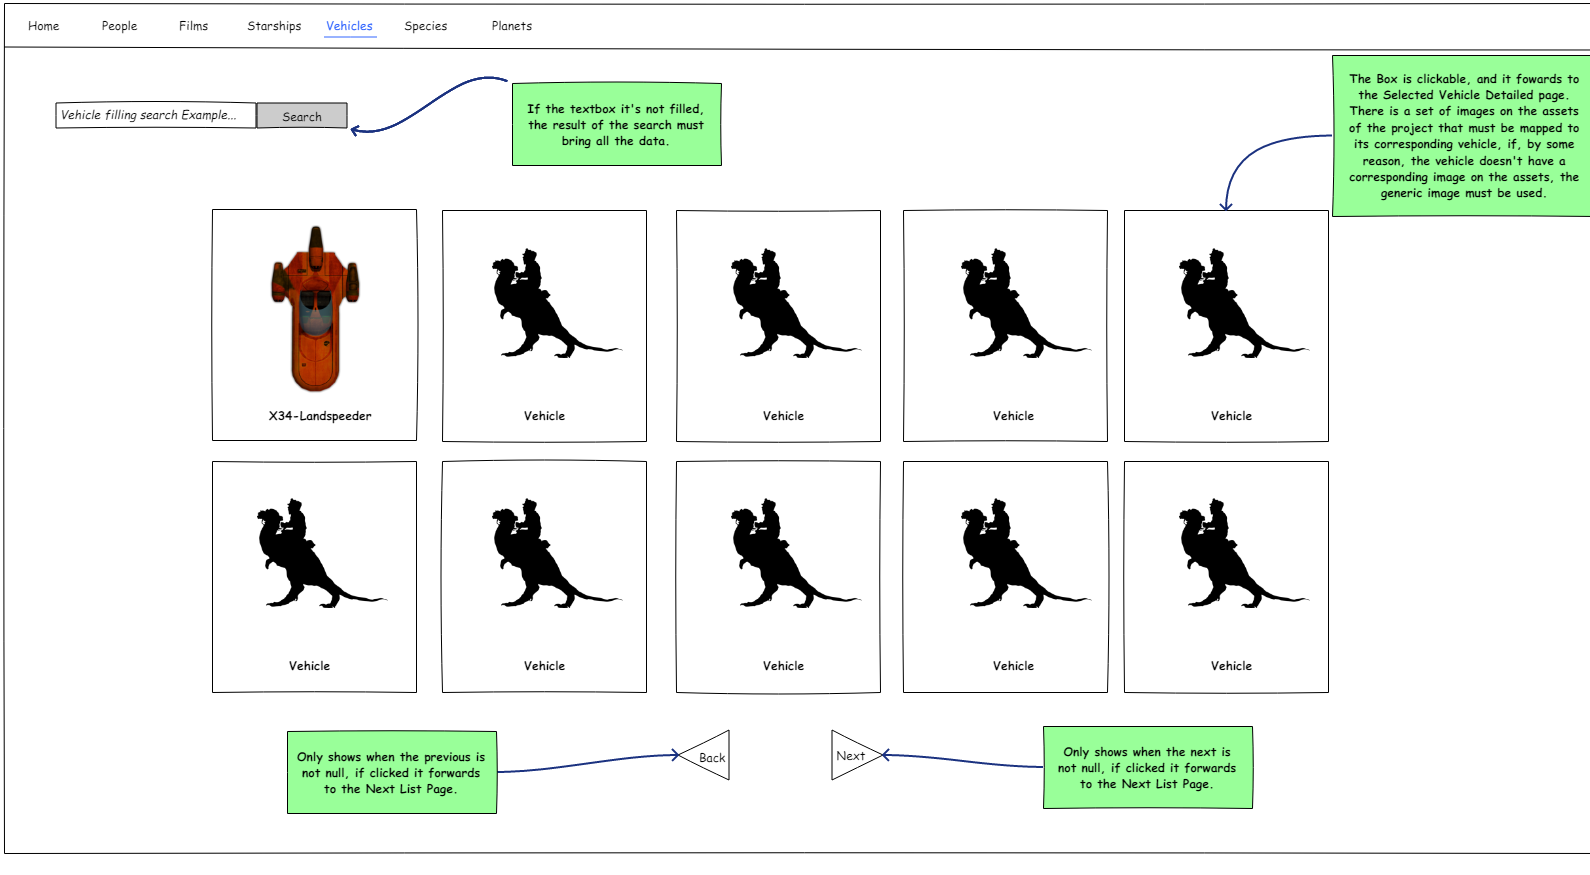 Home People Films Starships Vehicles Species Planets
Vehicle filling search Example... Search
If the textbox it's not filled,
the result of the search must
bring all the data.
The Box is clickable, and it fowards to
the Selected Vehicle Detailed page.
There is a set of images on the assets
of the project that must be mapped to
its corresponding vehicle, if, by some
reason, the vehicle doesn't have a
corresponding image on the assets, the
generic image must be used.
X34-Landspeeder Vehicle Vehicle Vehicle Vehicle
Vehicle Vehicle Vehicle Vehicle Vehicle
Only shows when the previous is
not null, if clicked it forwards
to the Next List Page.
Back Next
Only shows when the next is
not null, if clicked it forwards
to the Next List Page.